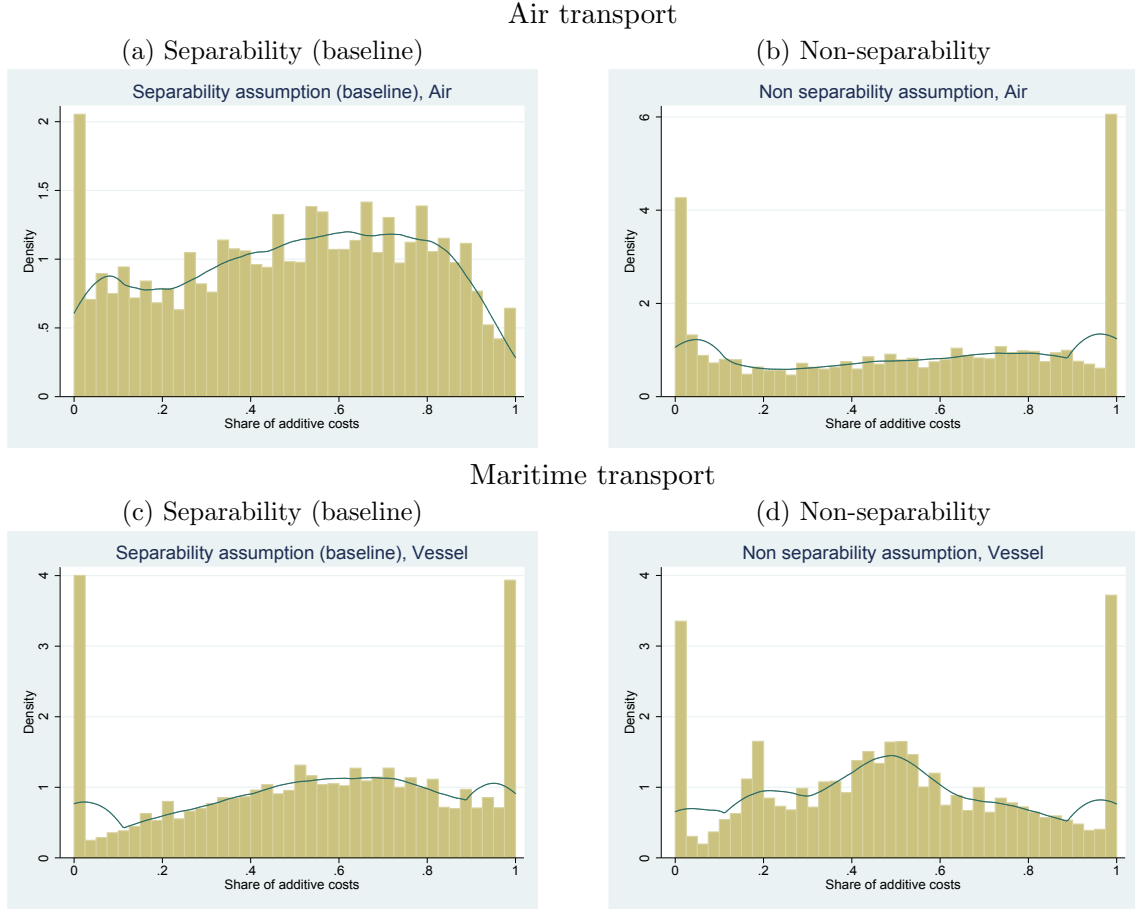 Air transport
(a) Separability (baseline)
(b) Non-separability
Separability assumption (baseline), Air
Density
0 .5 1 1.5 2
0 .2 .4 .6 .8 1
Share of additive costs
Non separability assumption, Air
Density
0 2 4 6
0 .2 .4 .6 .8 1
Share of additive costs
Maritime transport
(c) Separability (baseline)
(d) Non-separability
Separability assumption (baseline), Vessel
Density
0 1 2 3 4
0 .2 .4 .6 .8 1
Share of additive costs
Non separability assumption, Vessel
Density
0 1 2 3 4
0 .2 .4 .6 .8 1
Share of additive costs